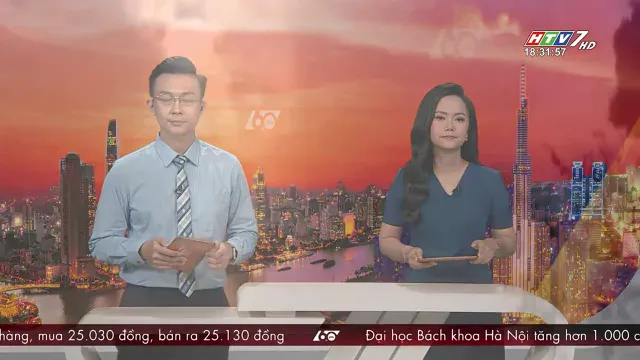 HTV7 HD
18:31:57
60
hàng, mua 25.030 đồng, bán ra 25.130 đồng 60 Đại học Bách khoa Hà Nội tăng hơn 1.000 c